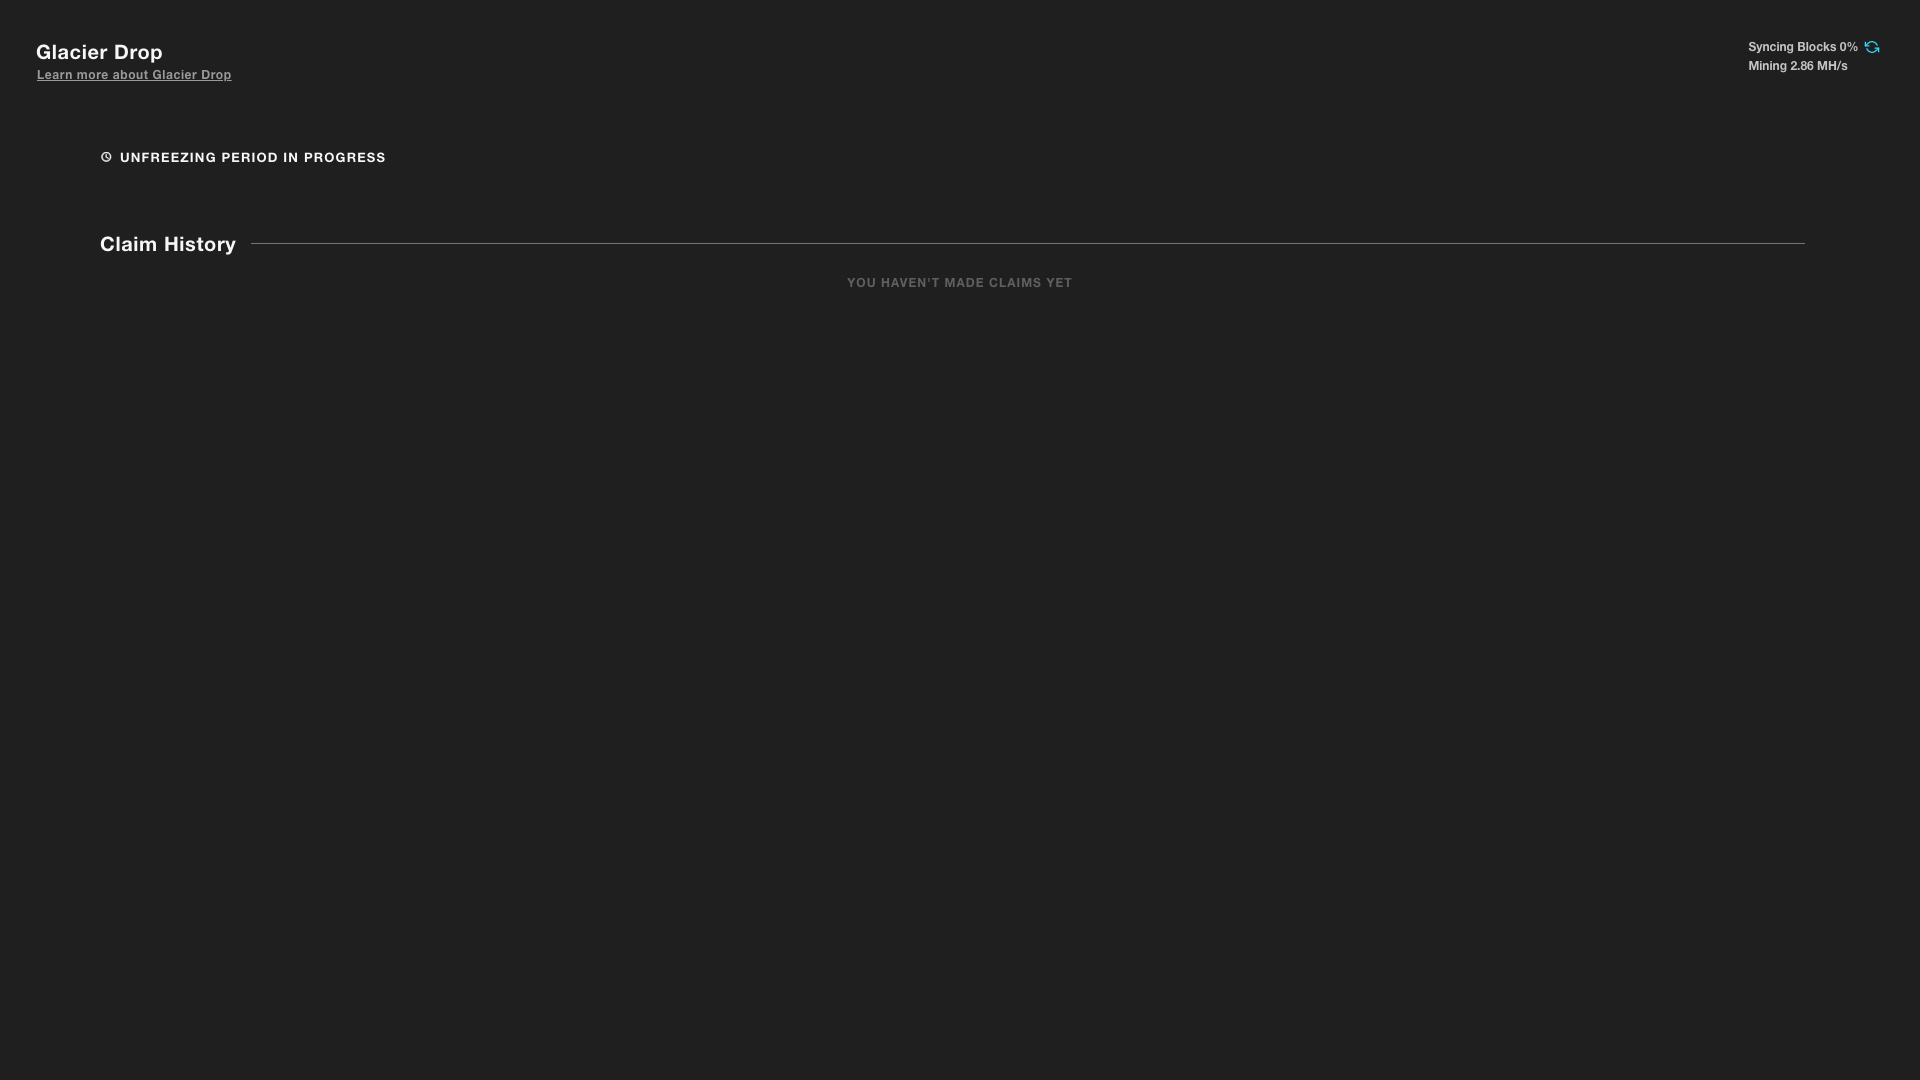 Glacier Drop
Learn more about Glacier Drop
Syncing Blocks 0%
Mining 2.86 MH/s
UNFREEZING PERIOD IN PROGRESS
Claim History
YOU HAVEN'T MADE CLAIMS YET